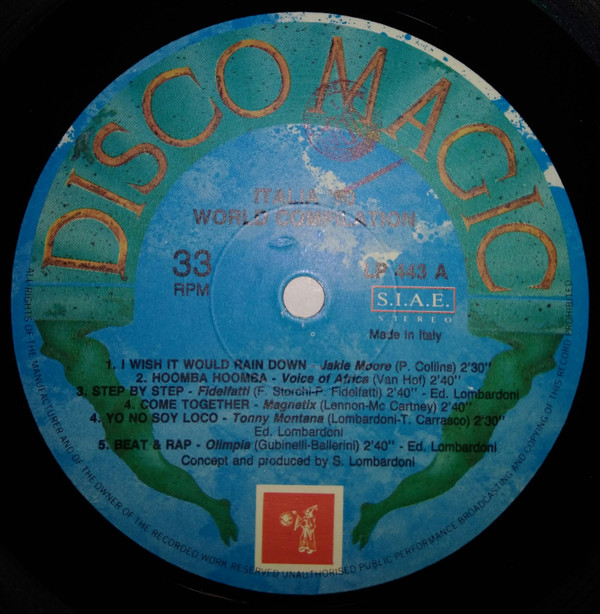 DISCO MAGIC
ITALIA '90
WORLD COMPILATION
33
RPM
LP 443 A
S.I.A.E.
STEREO
Made in Italy
1. I WISH IT WOULD RAIN DOWN - Jakie Moore (P. Collins) 2'30"
2. HOOMBA HOOMBA - Voice of Africa (Van Hof) 2'40"
3. STEP BY STEP - Fidelfatti (F. Storchi-P. Fidelfatti) 2'40" - Ed. Lombardoni
4. COME TOGETHER - Magnetix (Lennon-Mc Cartney) 2'40"
4. YO NO SOY LOCO - Tonny Montana (Lombardoni-T. Carrasco) 2'30"
Ed. Lombardoni
5. BEAT & RAP - Olimpia (Gubinelli-Ballerini) 2'40" - Ed. Lombardoni
Concept and produced by S. Lombardoni
ALL RIGHTS OF THE MANUFACTURER AND OF THE OWNER OF THE RECORDED WORK RESERVED UNAUTHORISED PUBLIC PERFORMANCE BROADCASTING AND COPYING OF THIS RECORD PROHIBITED